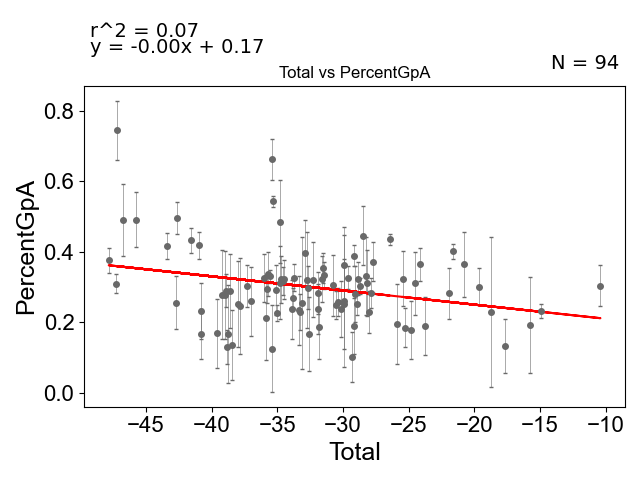 r^2 = 0.07
y = -0.00x + 0.17
N = 94
Total vs PercentGpA
PercentGpA
0.8
0.6
0.4
0.2
0.0
−45
−40
−35
−30
−25
−20
−15
−10
Total